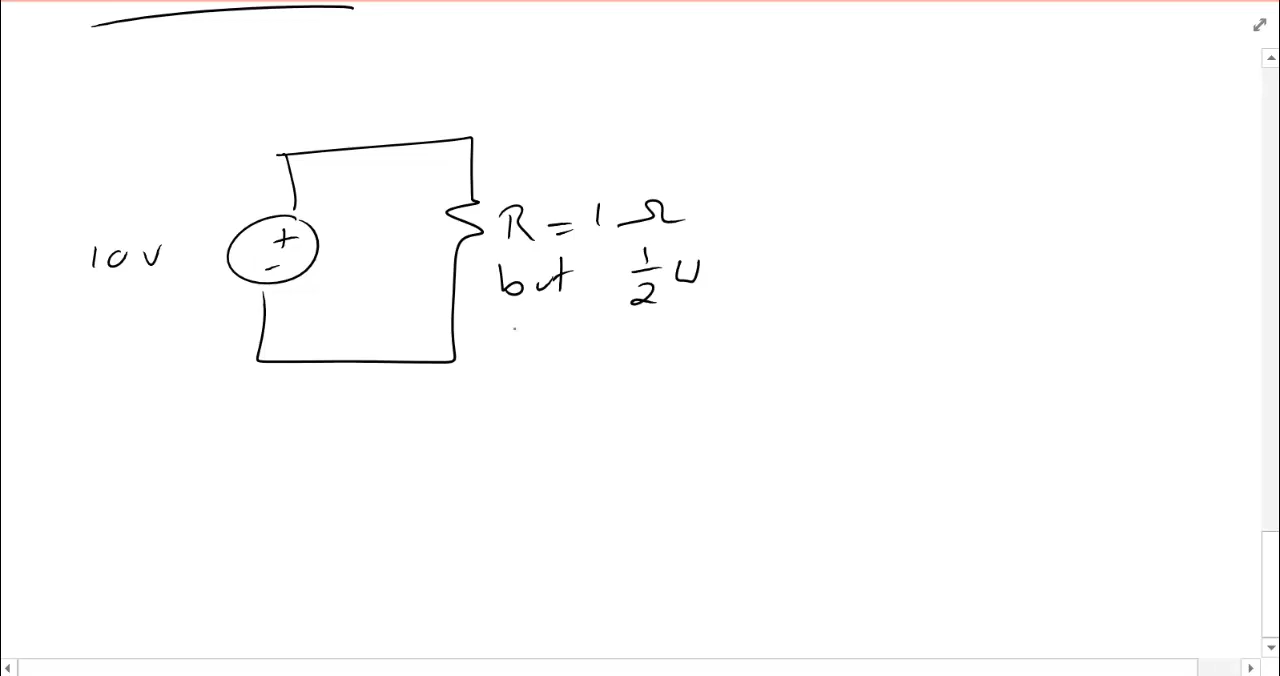 10 V
+
-
R = 1 Ω
but 1/2 W